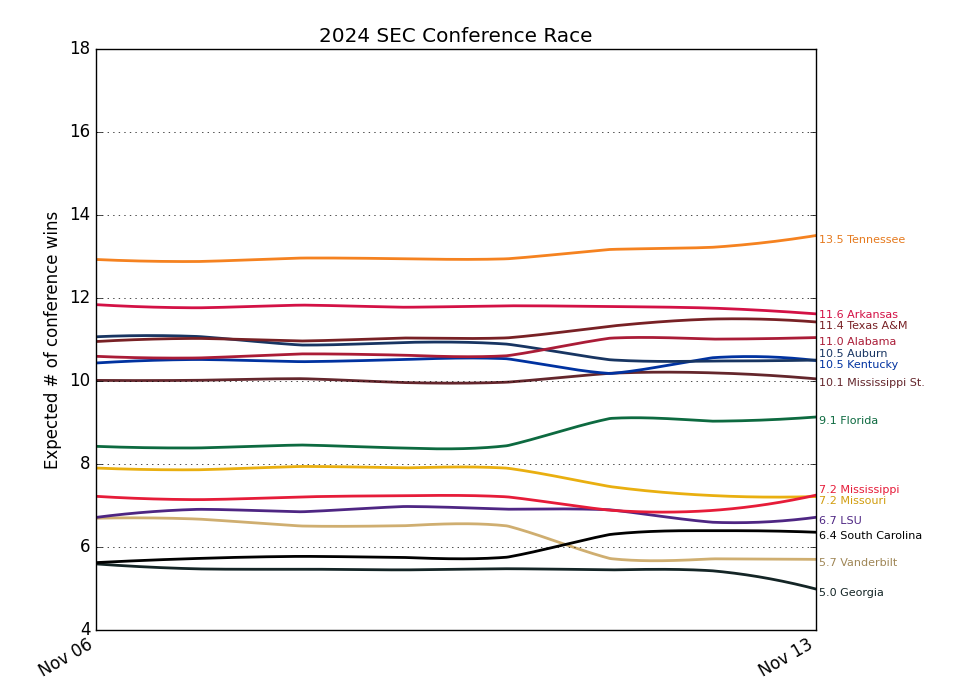 2024 SEC Conference Race
Expected # of conference wins
18
16
14
12
10
8
6
4
Nov 06
Nov 13
13.5 Tennessee
11.6 Arkansas
11.4 Texas A&M
11.0 Alabama
10.5 Auburn
10.5 Kentucky
10.1 Mississippi St.
9.1 Florida
7.2 Mississippi
7.2 Missouri
6.7 LSU
6.4 South Carolina
5.7 Vanderbilt
5.0 Georgia